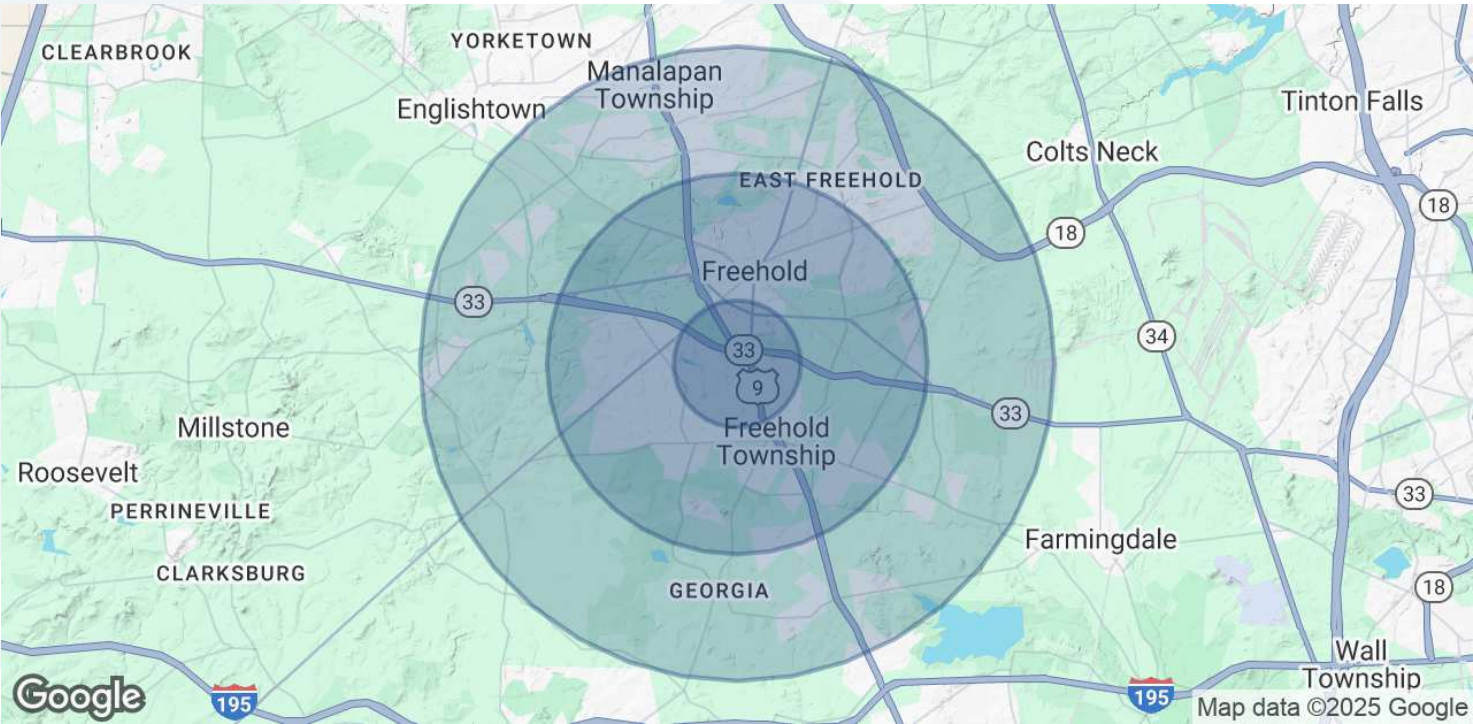 CLEARBROOK
YORKETOWN
Manalapan
Township
Englishtown
Tinton Falls
Colts Neck
EAST FREEHOLD
18
18
Freehold
33
34
33
9
33
Freehold
Township
Millstone
Roosevelt
33
PERRINEVILLE
Farmingdale
CLARKSBURG
GEORGIA
18
Wall
Township
Google
195
195
Map data ©2025 Google